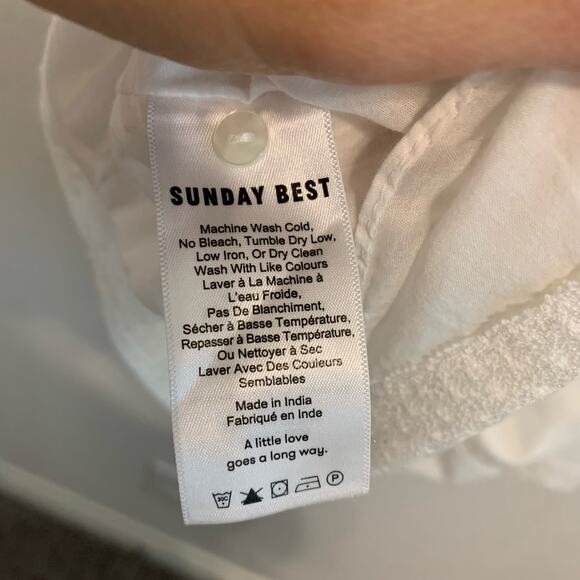 SUNDAY BEST
Machine Wash Cold,
No Bleach, Tumble Dry Low,
Low Iron, Or Dry Clean
Wash With Like Colours
Laver à La Machine à
L'eau Froide,
Pas De Blanchiment,
Sécher à Basse Température,
Repasser à Basse Température,
Ou Nettoyer à Sec
Laver Avec Des Couleurs
Semblables
Made in India
Fabriqué en Inde
A little love
goes a long way.
30C P